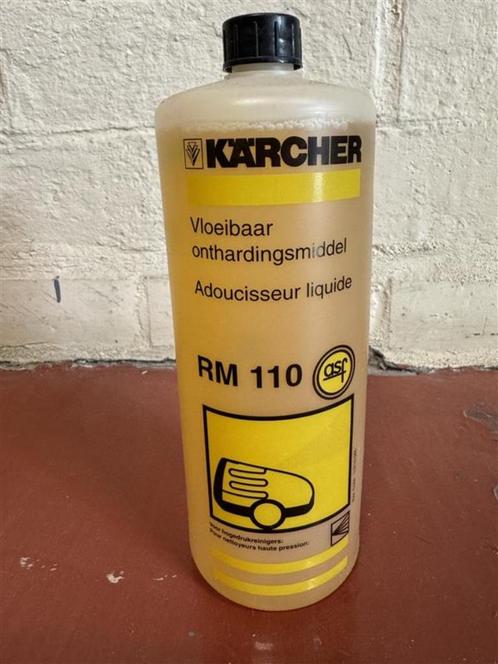 KÄRCHER
Vloeibaar
onthardingsmiddel
Adoucisseur liquide
RM 110
asf
Voor hogedrukreinigers:
Pour nettoyeurs haute pression: